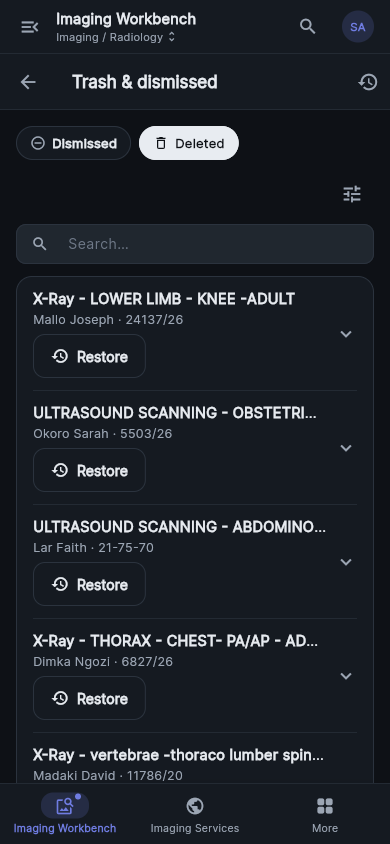 Imaging Workbench
Imaging / Radiology
SA
Trash & dismissed
Dismissed
Deleted
Search...
X-Ray - LOWER LIMB - KNEE -ADULT
Mallo Joseph · 24137/26
Restore
ULTRASOUND SCANNING - OBSTETRI...
Okoro Sarah · 5503/26
Restore
ULTRASOUND SCANNING - ABDOMINO...
Lar Faith · 21-75-70
Restore
X-Ray - THORAX - CHEST- PA/AP - AD...
Dimka Ngozi · 6827/26
Restore
X-Ray - vertebrae -thoraco lumber spin...
Madaki David · 11786/20
Imaging Workbench
Imaging Services
More